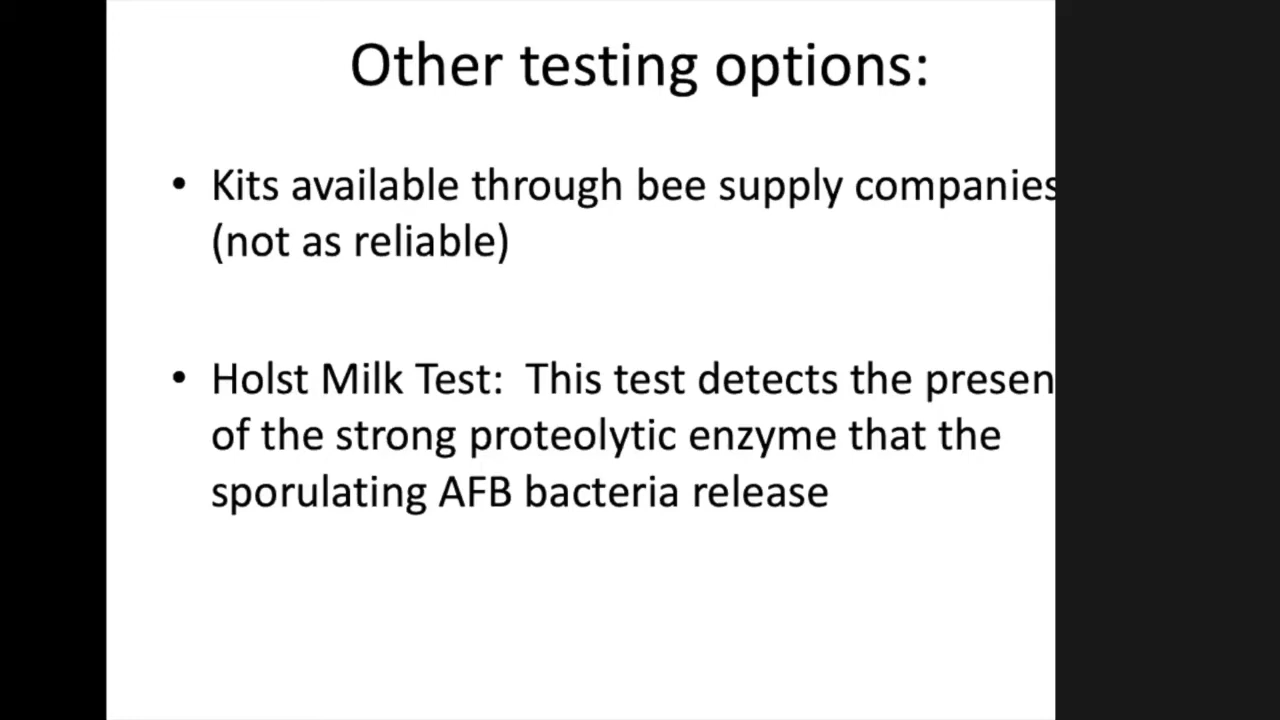 Other testing options:
• Kits available through bee supply companies
(not as reliable)
• Holst Milk Test:  This test detects the presen
of the strong proteolytic enzyme that the
sporulating AFB bacteria release